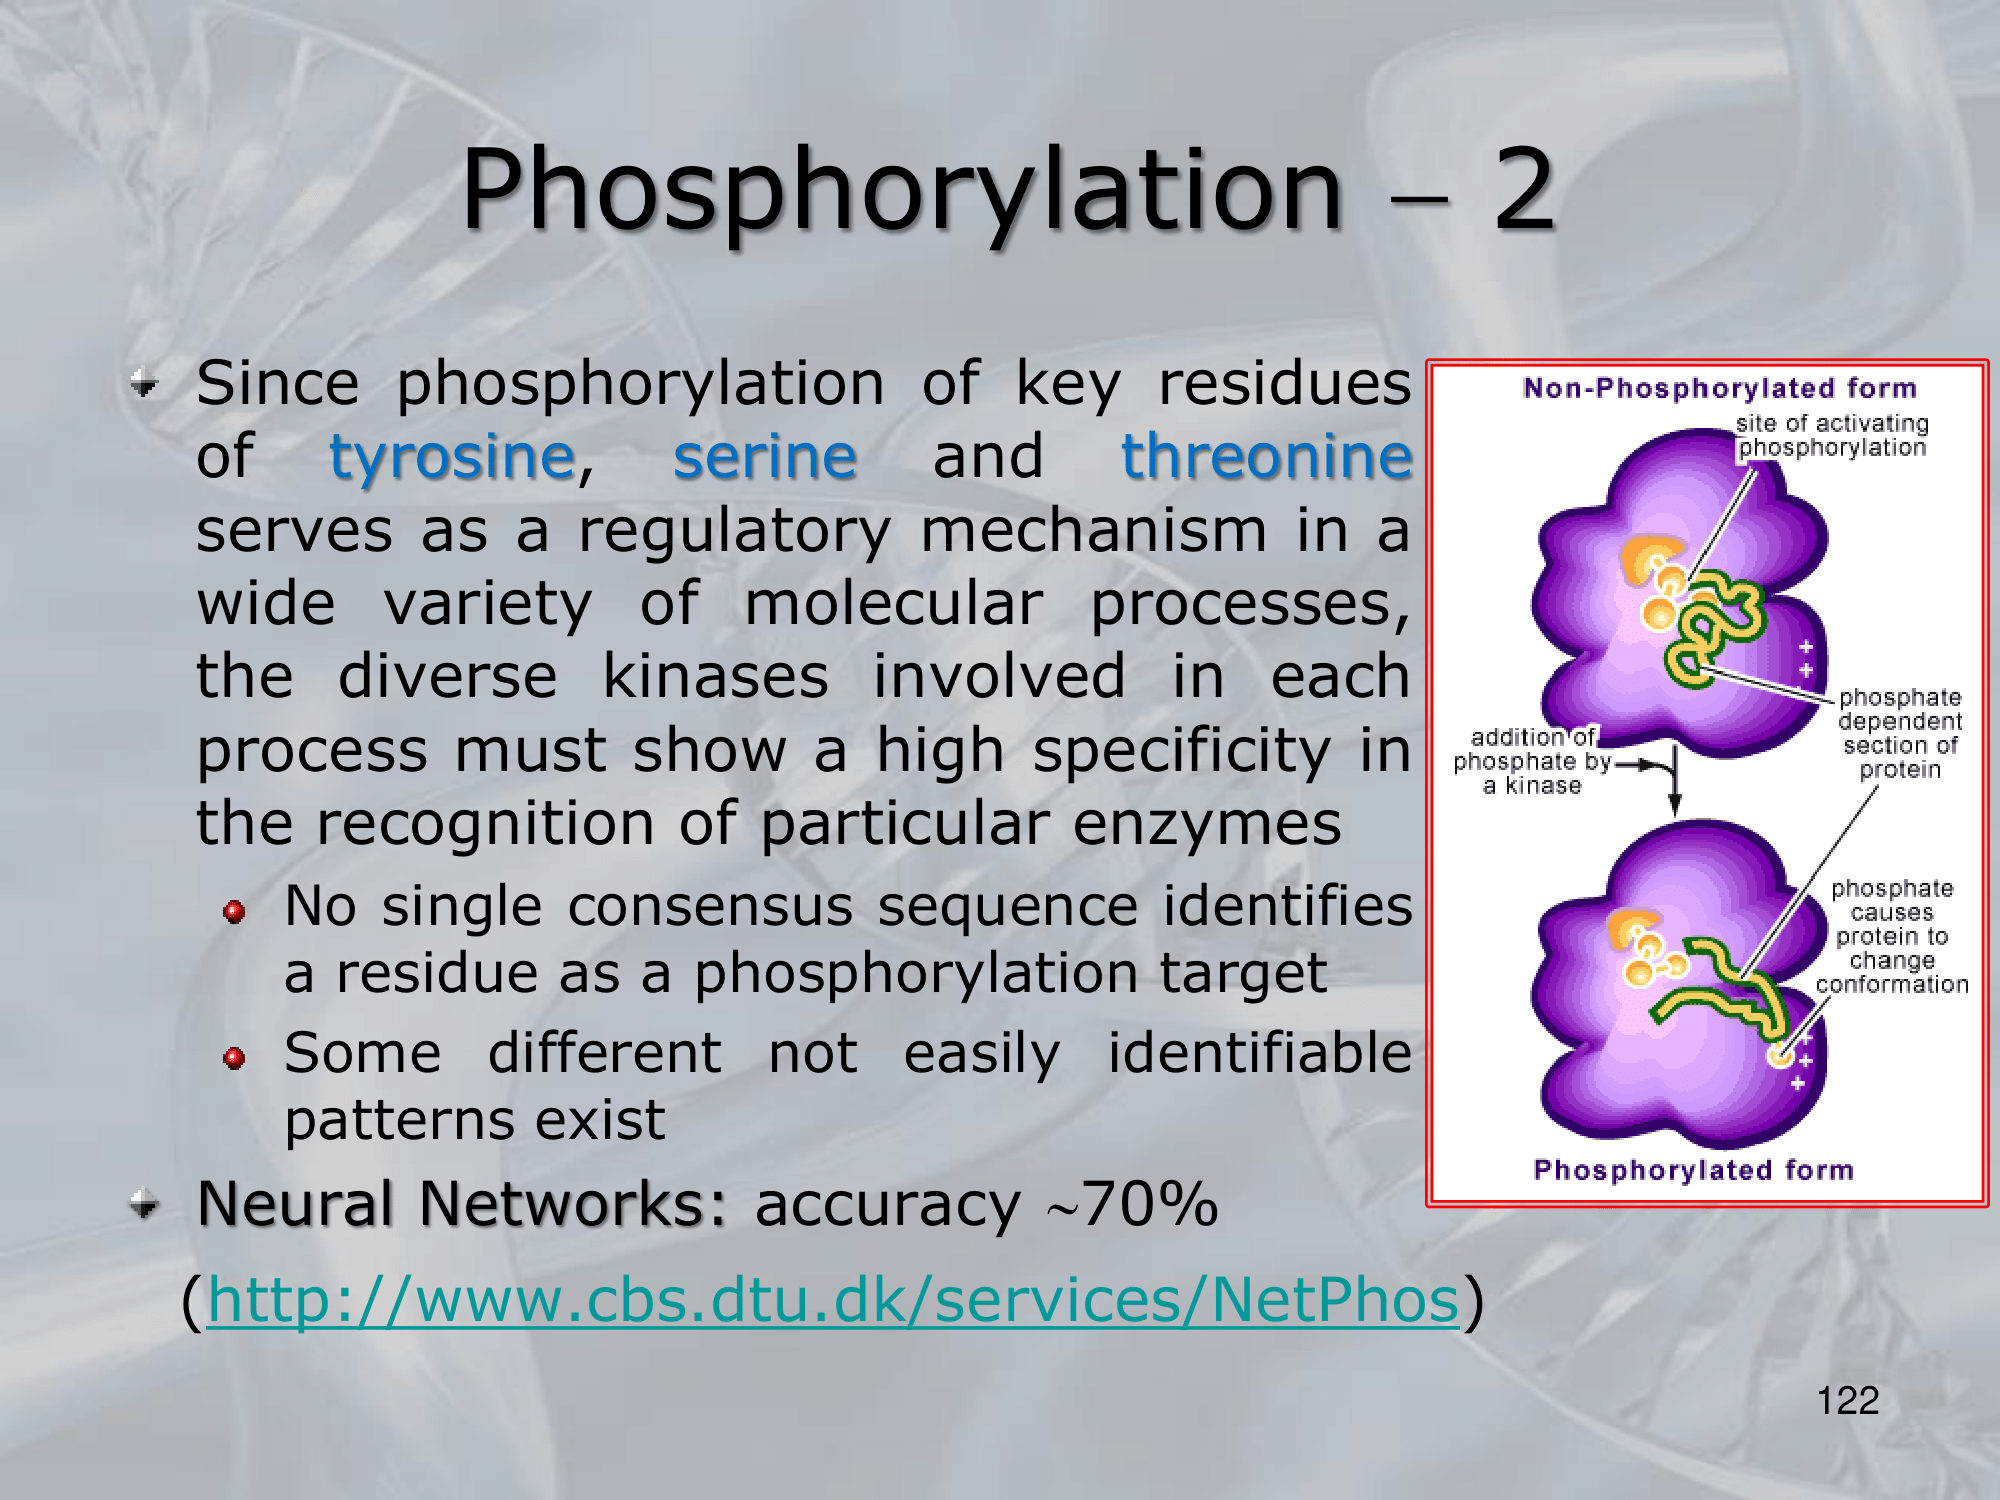 Phosphorylation – 2
Since phosphorylation of key residues
of tyrosine, serine and threonine
serves as a regulatory mechanism in a
wide variety of molecular processes,
the diverse kinases involved in each
process must show a high specificity in
the recognition of particular enzymes
No single consensus sequence identifies
a residue as a phosphorylation target
Some different not easily identifiable
patterns exist
Neural Networks: accuracy ~70%
(http://www.cbs.dtu.dk/services/NetPhos)
Non-Phosphorylated form
site of activating
phosphorylation
+
+
phosphate
dependent
section of
protein
addition of
phosphate by
a kinase
phosphate
causes
protein to
change
conformation
+
+
+
Phosphorylated form
122